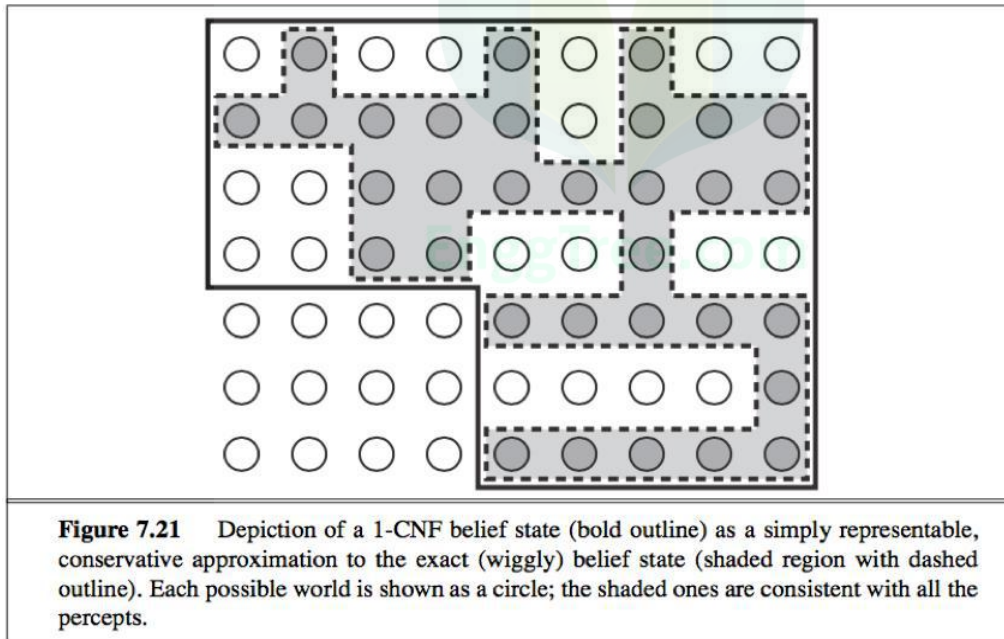 EnggTree.com
Figure 7.21 Depiction of a 1-CNF belief state (bold outline) as a simply representable,
conservative approximation to the exact (wiggly) belief state (shaded region with dashed
outline). Each possible world is shown as a circle; the shaded ones are consistent with all the
percepts.